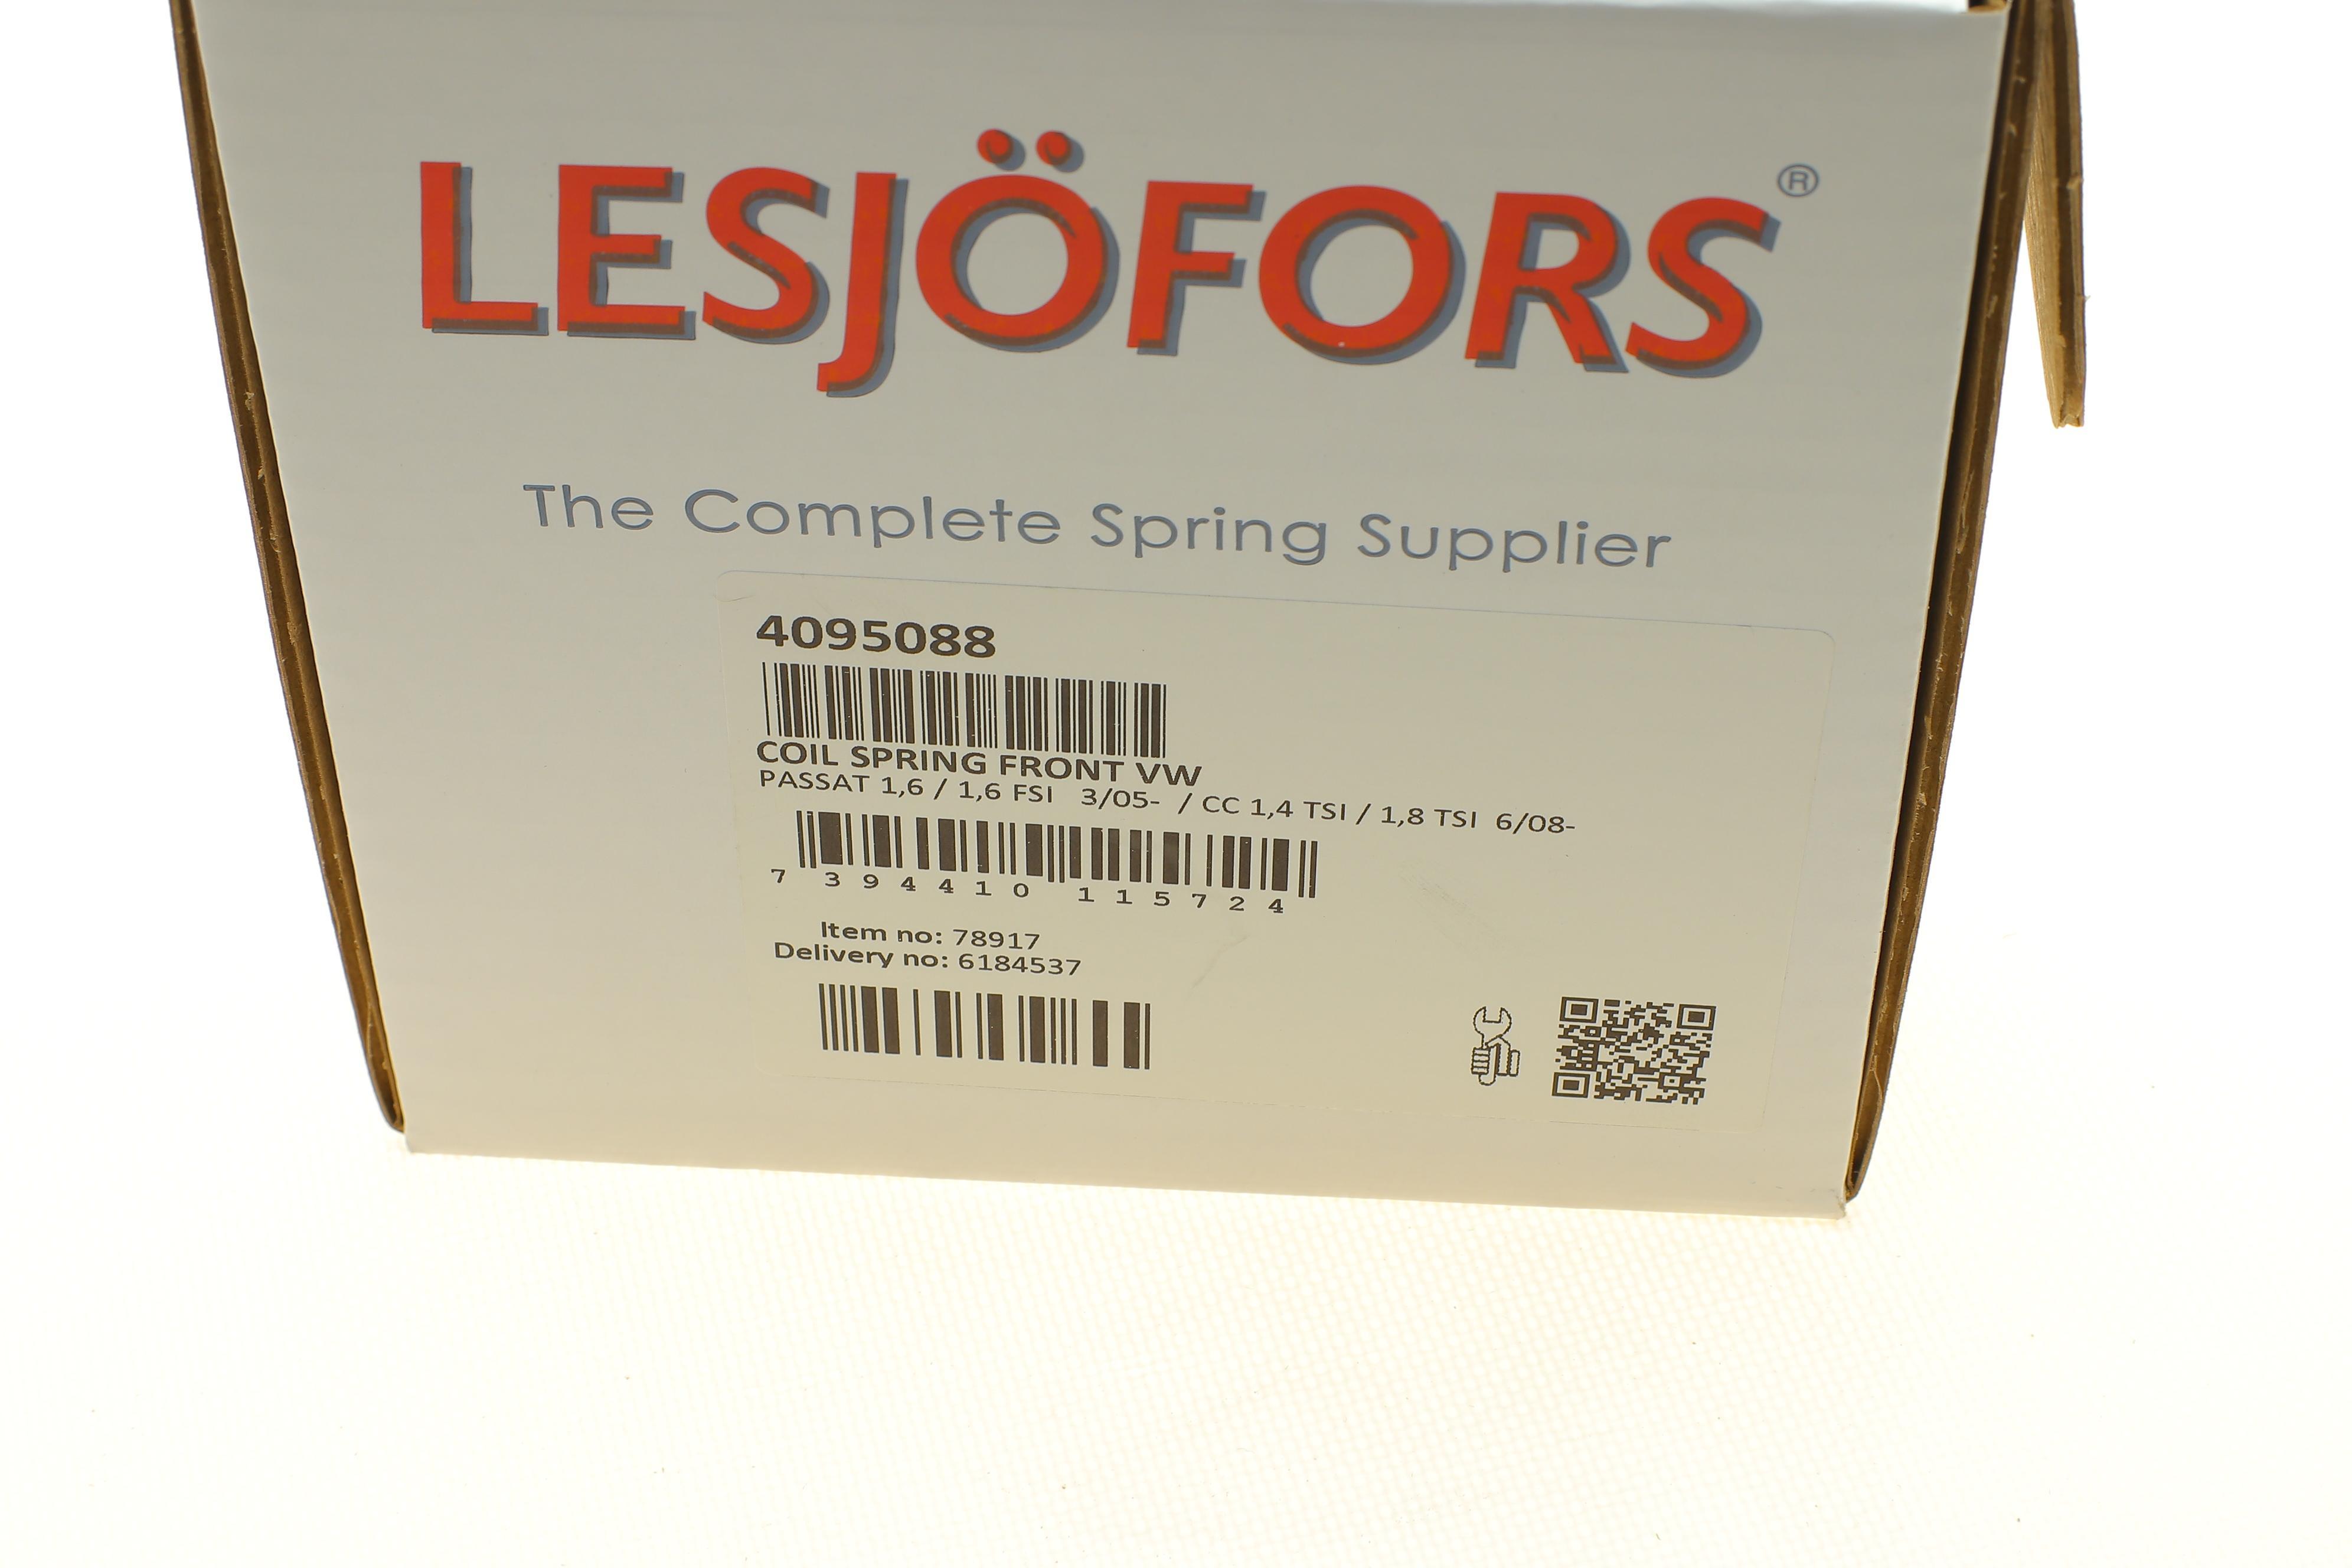 LESJÖFORS®
The Complete Spring Supplier
4095088
COIL SPRING FRONT VW
PASSAT 1,6 / 1,6 FSI 3/05- / CC 1,4 TSI / 1,8 TSI 6/08-
7 394410 115724
Item no: 78917
Delivery no: 6184537